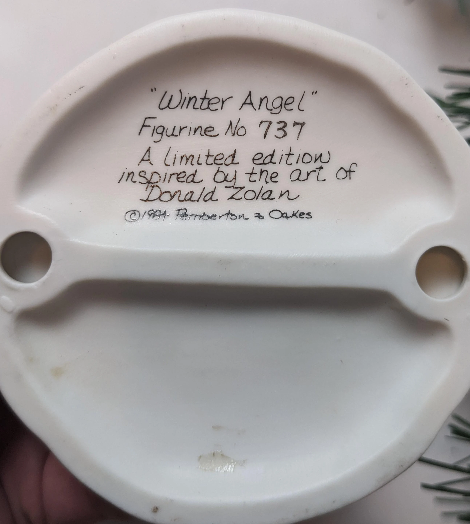 "Winter Angel"
Figurine No 737
A limited edition
inspired by the art of
Donald Zolan
©1994 Pemberton & Oakes